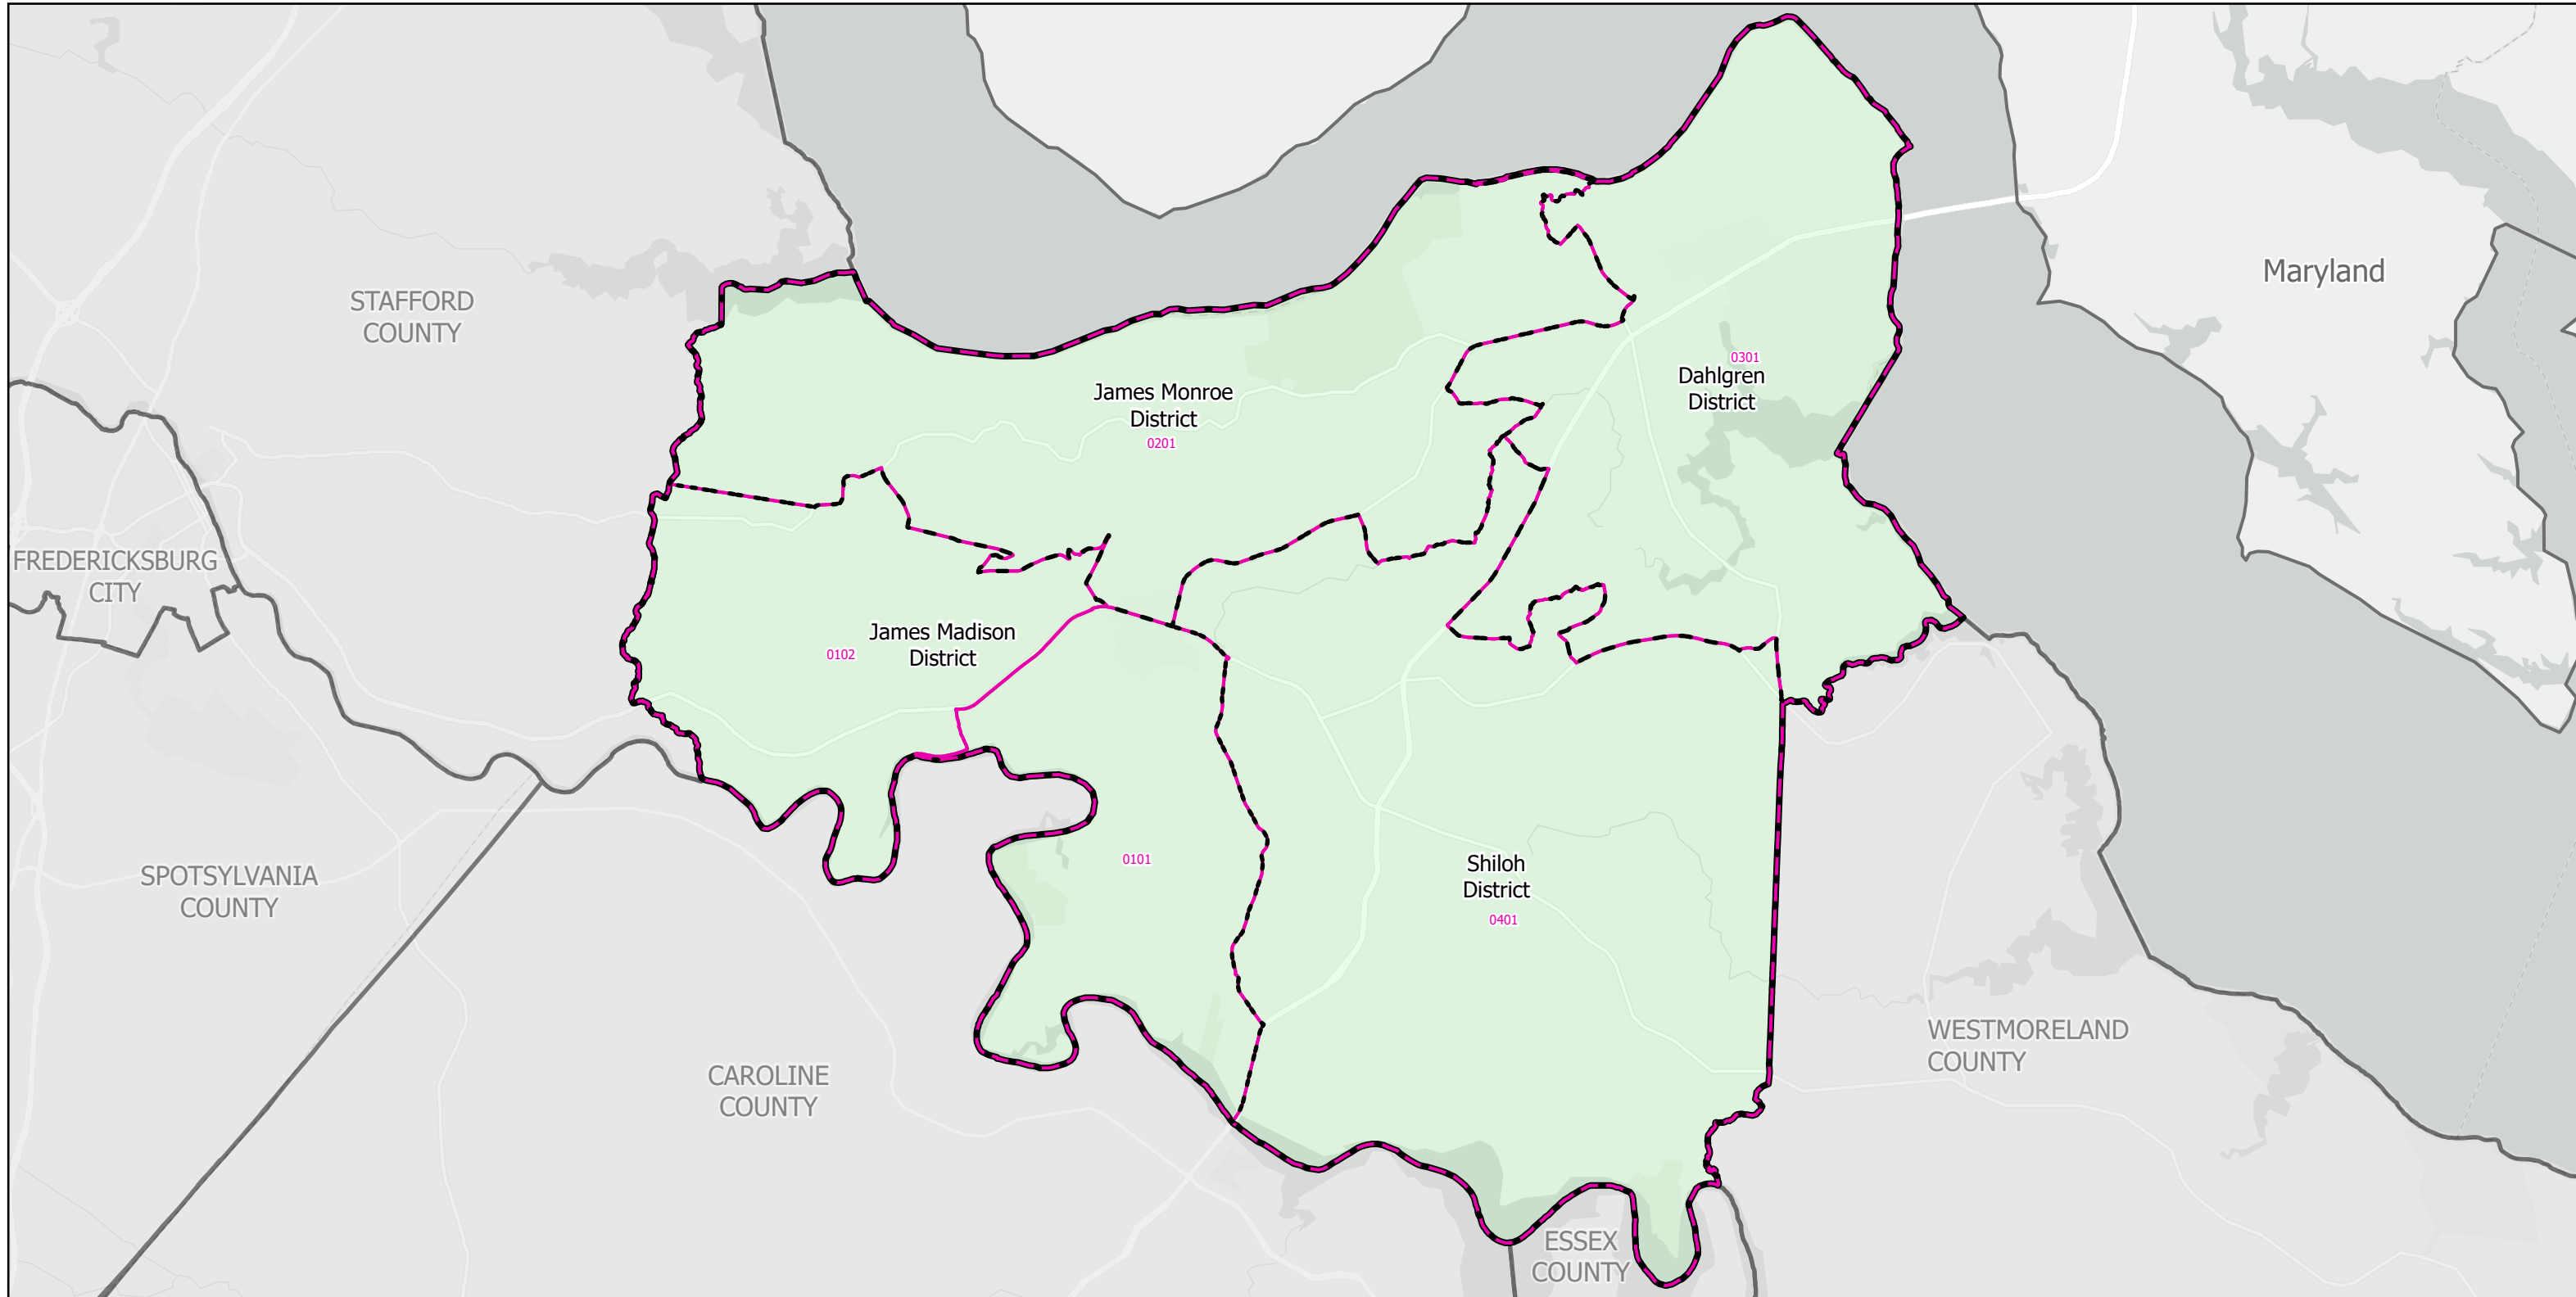 Maryland
STAFFORD
COUNTY
0301
Dahlgren
District
James Monroe
District
0201
FREDERICKSBURG
CITY
James Madison
District
0102
0101
Shiloh
District
0401
SPOTSYLVANIA
COUNTY
WESTMORELAND
COUNTY
CAROLINE
COUNTY
ESSEX
COUNTY